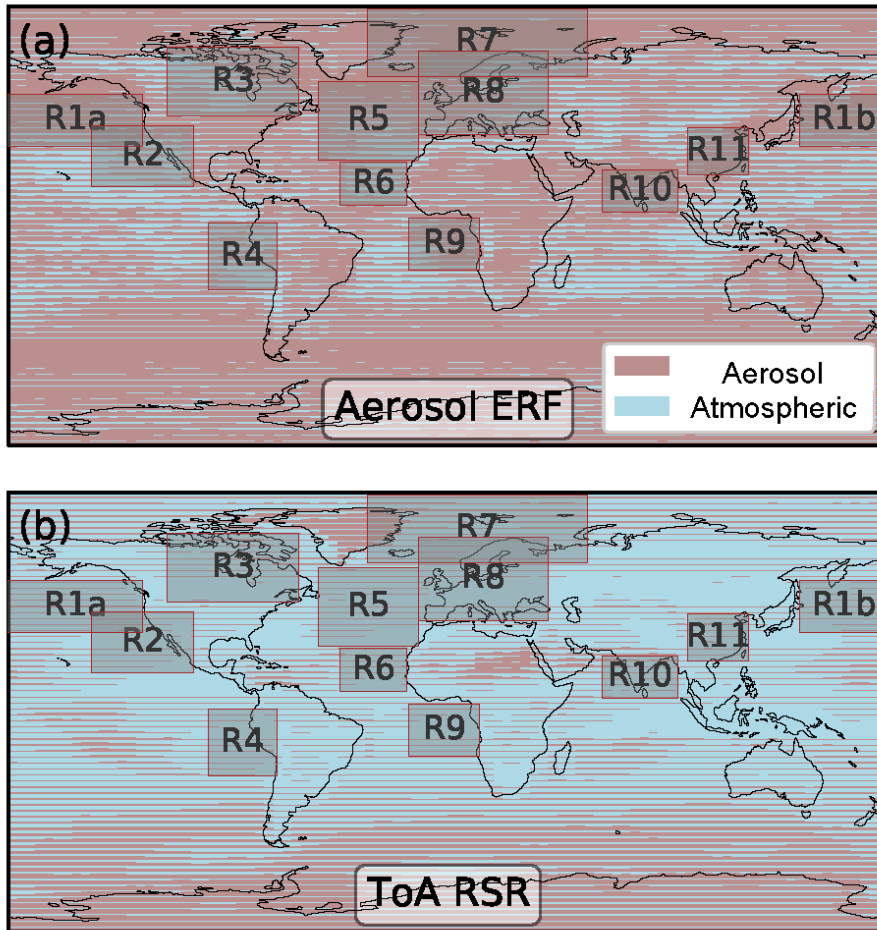 (a)
R7
R3
R8
R1a
R5
R1b
R2
R11
R6
R10
R4
R9
Aerosol
Atmospheric
Aerosol ERF
(b)
R7
R3
R8
R1a
R5
R1b
R2
R11
R6
R10
R4
R9
ToA RSR